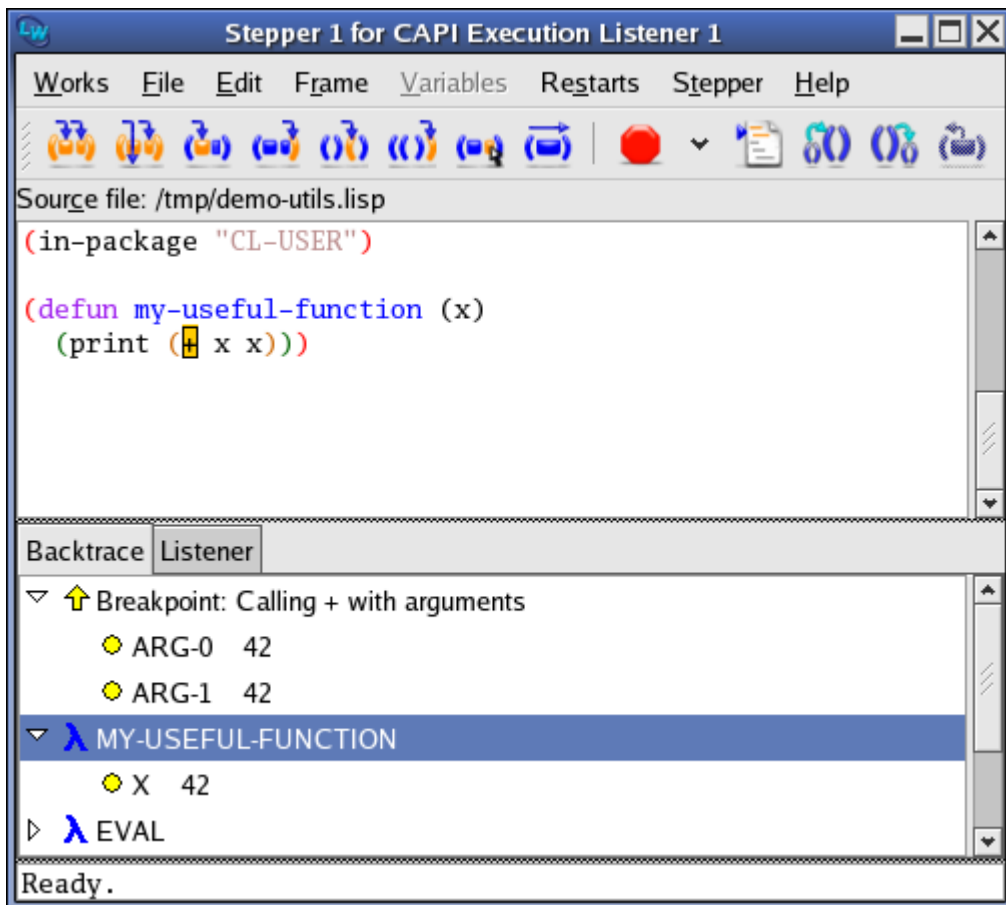 LW
Stepper 1 for CAPI Execution Listener 1
Works File Edit Frame Variables Restarts Stepper Help
Source file: /tmp/demo-utils.lisp
(in-package "CL-USER")
(defun my-useful-function (x)
(print (+ x x)))
Backtrace Listener
Breakpoint: Calling + with arguments
ARG-0 42
ARG-1 42
λ MY-USEFUL-FUNCTION
X 42
λ EVAL
Ready.